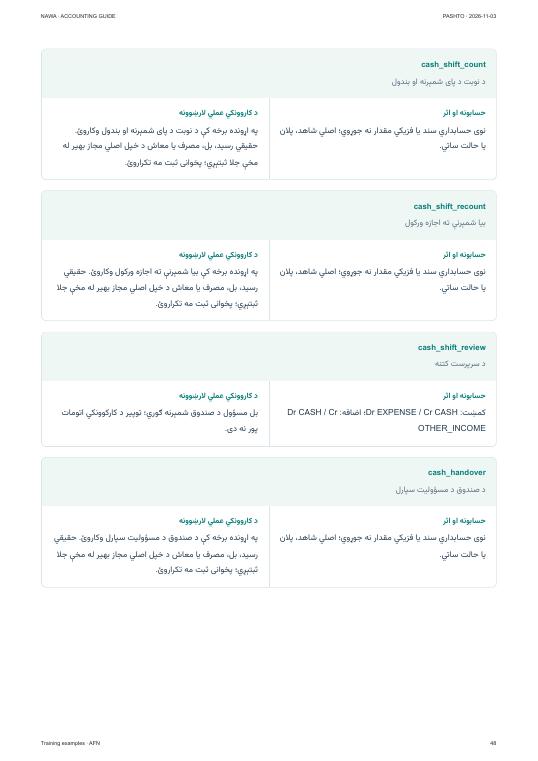 NAWA · ACCOUNTING GUIDE
PASHTO · 2026-11-03
cash_shift_count
د نوبت د پای شمېرنه او بندول
حسابونه او اثر
نوی حسابداري سند یا فزیکي مقدار نه جوړوي؛ اصلي شاهد، پلان
یا حالت ساتي.
د کاروونکي عملي لارښوونه
په اړونده برخه کې د نوبت د پای شمېرنه او بندول وکاروئ.
حقیقي رسید، بل، مصرف یا معاش د خپل اصلي مجاز بهیر له
مخې جلا ثبتېږي؛ پخوانی ثبت مه تکراروئ.
cash_shift_recount
بیا شمېرنې ته اجازه ورکول
حسابونه او اثر
نوی حسابداري سند یا فزیکي مقدار نه جوړوي؛ اصلي شاهد، پلان
یا حالت ساتي.
د کاروونکي عملي لارښوونه
په اړونده برخه کې بیا شمېرنې ته اجازه ورکول وکاروئ. حقیقي
رسید، بل، مصرف یا معاش د خپل اصلي مجاز بهیر له مخې جلا
ثبتېږي؛ پخوانی ثبت مه تکراروئ.
cash_shift_review
د سرپرست کتنه
حسابونه او اثر
کمښت: Dr EXPENSE / Cr CASH؛ اضافه: Dr CASH / Cr
OTHER_INCOME
د کاروونکي عملي لارښوونه
بل مسؤول د صندوق شمېرنه ګوري؛ توپیر د کارکوونکي اتومات
پور نه دی.
cash_handover
د صندوق د مسؤولیت سپارل
حسابونه او اثر
نوی حسابداري سند یا فزیکي مقدار نه جوړوي؛ اصلي شاهد، پلان
یا حالت ساتي.
د کاروونکي عملي لارښوونه
په اړونده برخه کې د صندوق د مسؤولیت سپارل وکاروئ. حقیقي
رسید، بل، مصرف یا معاش د خپل اصلي مجاز بهیر له مخې جلا
ثبتېږي؛ پخوانی ثبت مه تکراروئ.
Training examples · AFN
48